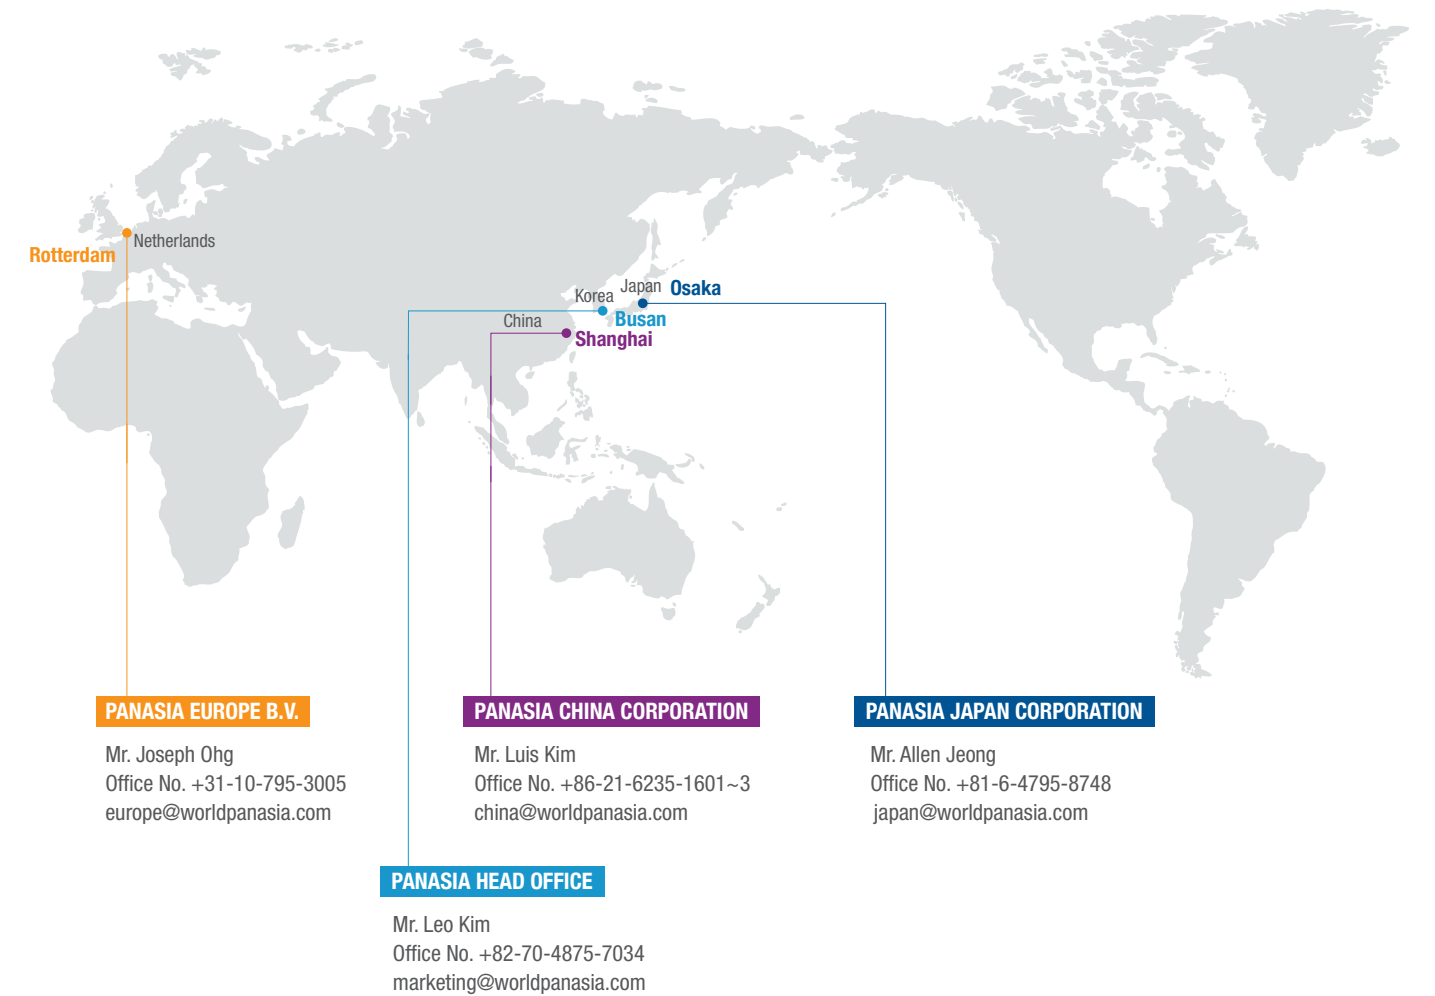 Netherlands
Rotterdam
Japan
Osaka
Korea
Busan
China
Shanghai
PANASIA EUROPE B.V.
Mr. Joseph Ohg
Office No. +31-10-795-3005
europe@worldpanasia.com
PANASIA CHINA CORPORATION
Mr. Luis Kim
Office No. +86-21-6235-1601~3
china@worldpanasia.com
PANASIA JAPAN CORPORATION
Mr. Allen Jeong
Office No. +81-6-4795-8748
japan@worldpanasia.com
PANASIA HEAD OFFICE
Mr. Leo Kim
Office No. +82-70-4875-7034
marketing@worldpanasia.com